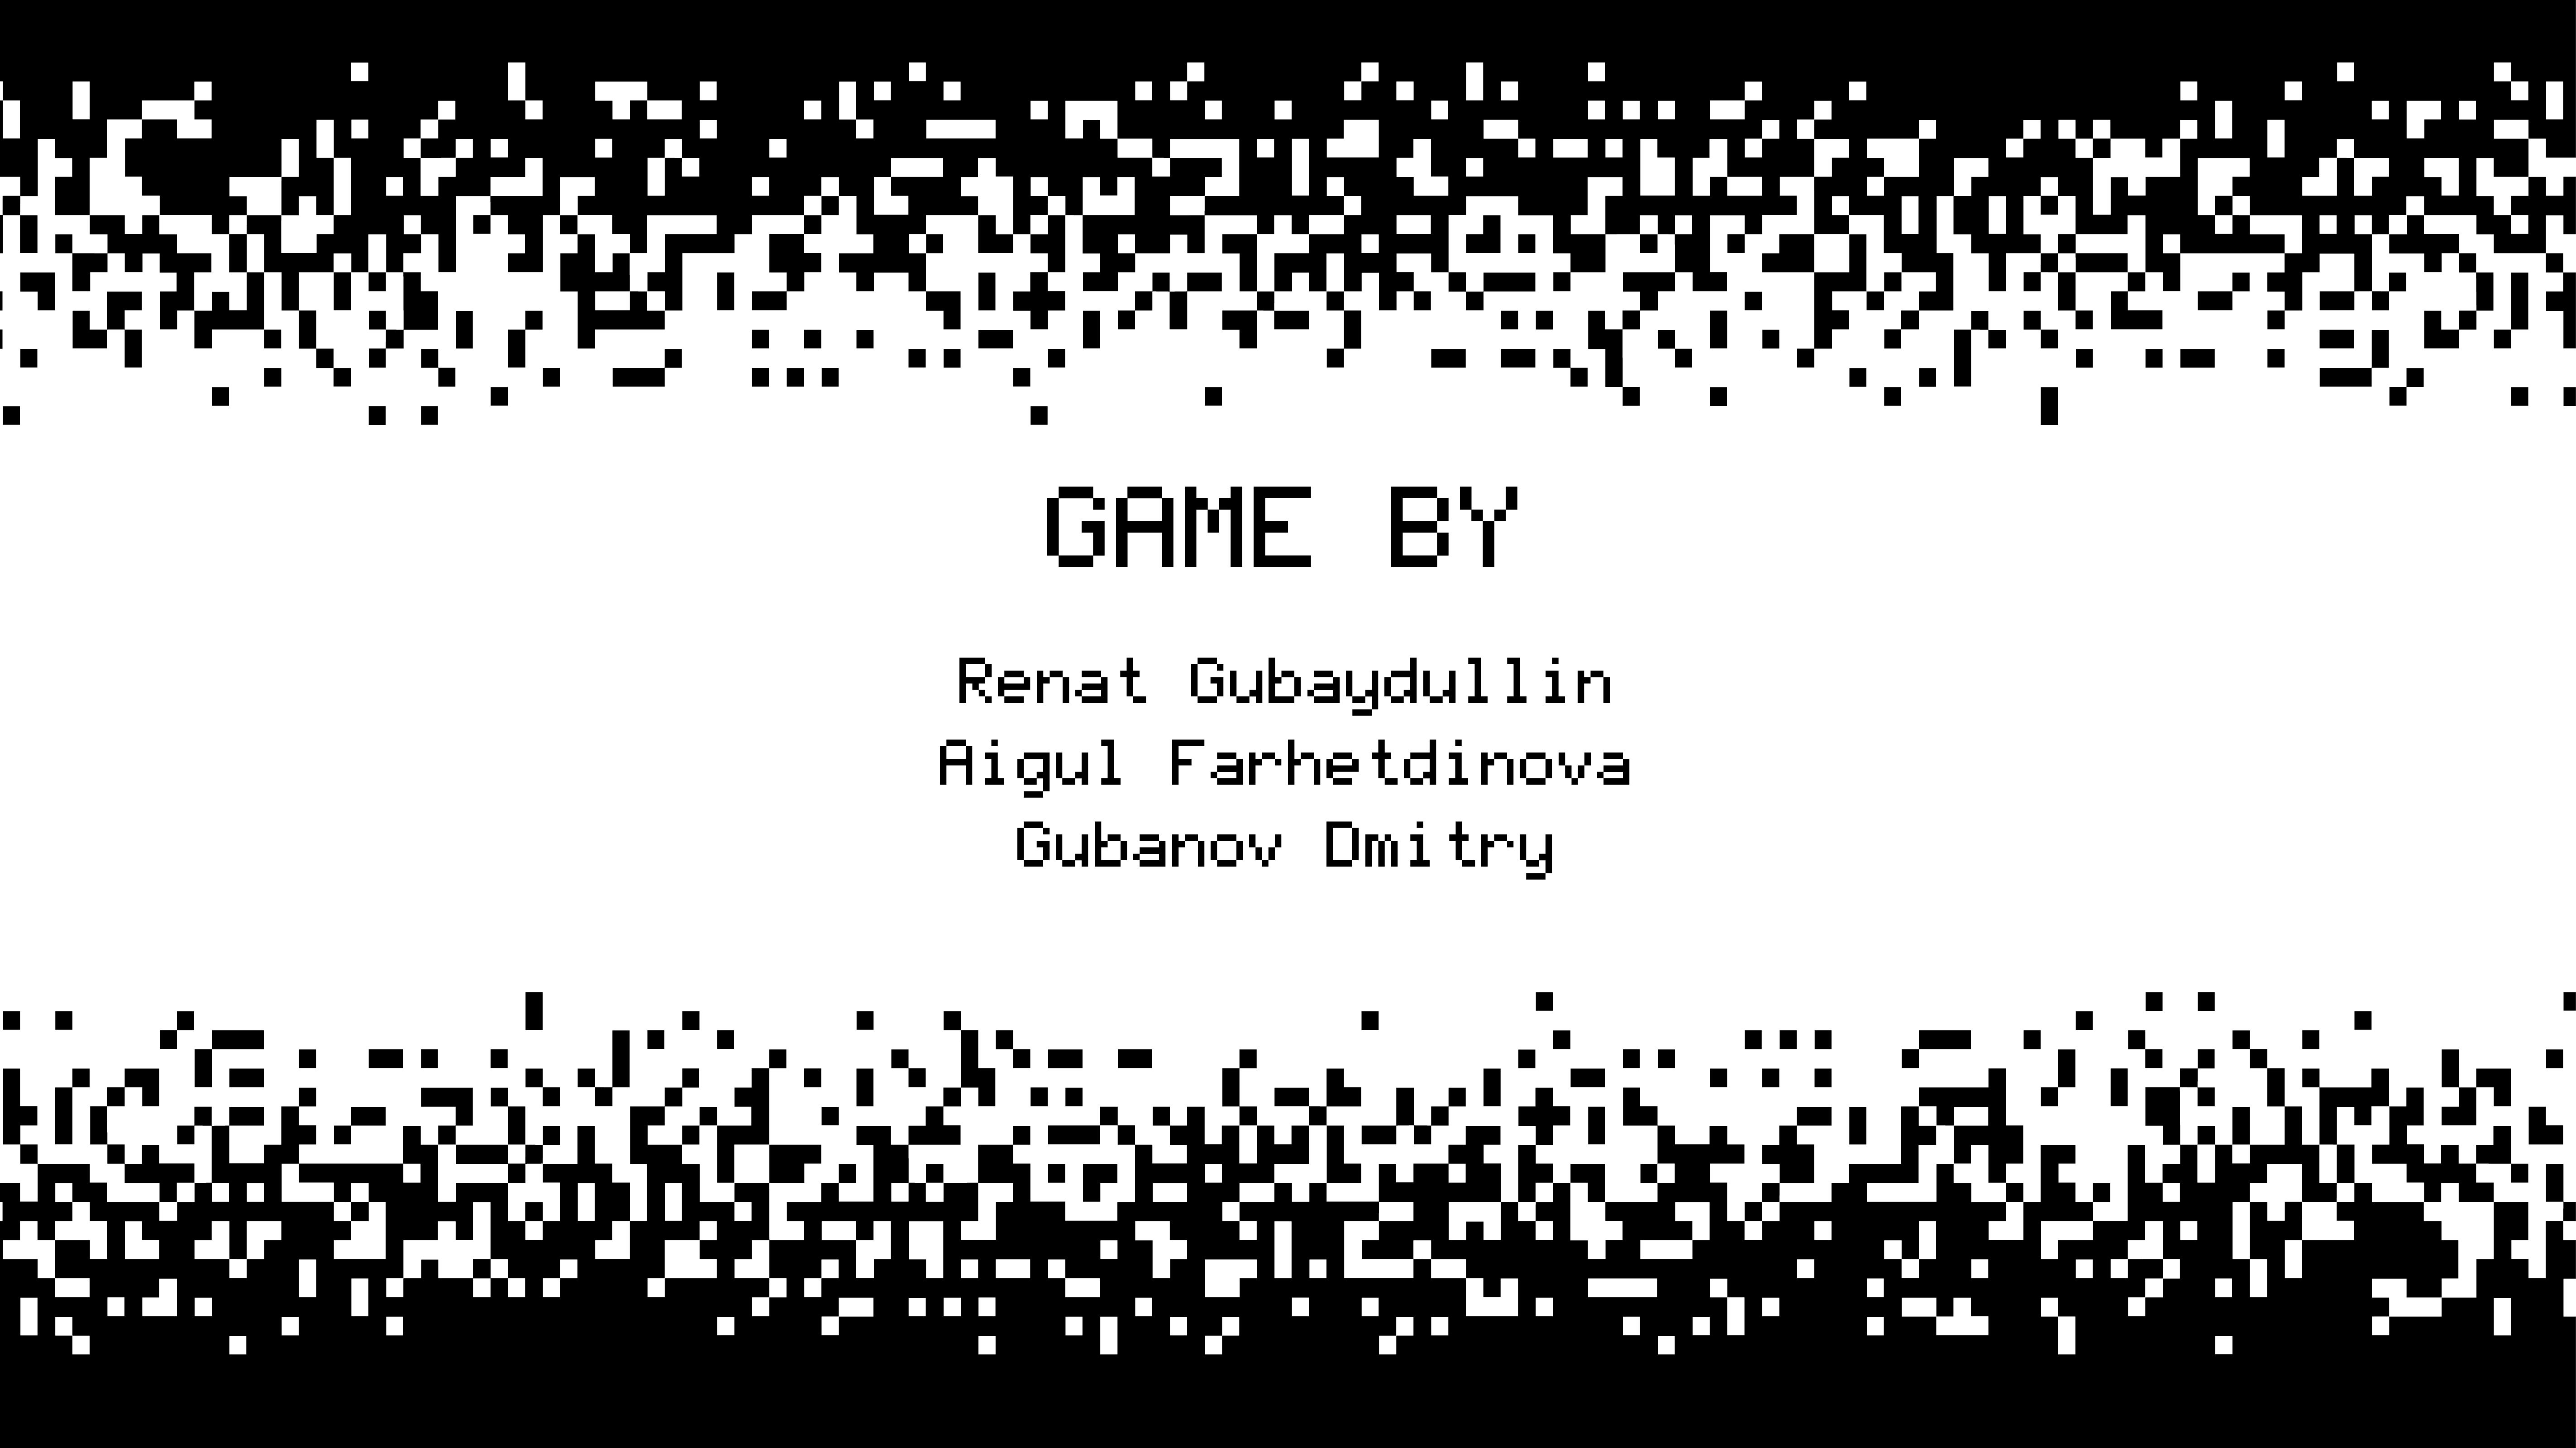 GAME BY
Renat Gubaydullin
Aigul Farhetdinova
Gubanov Dmitry